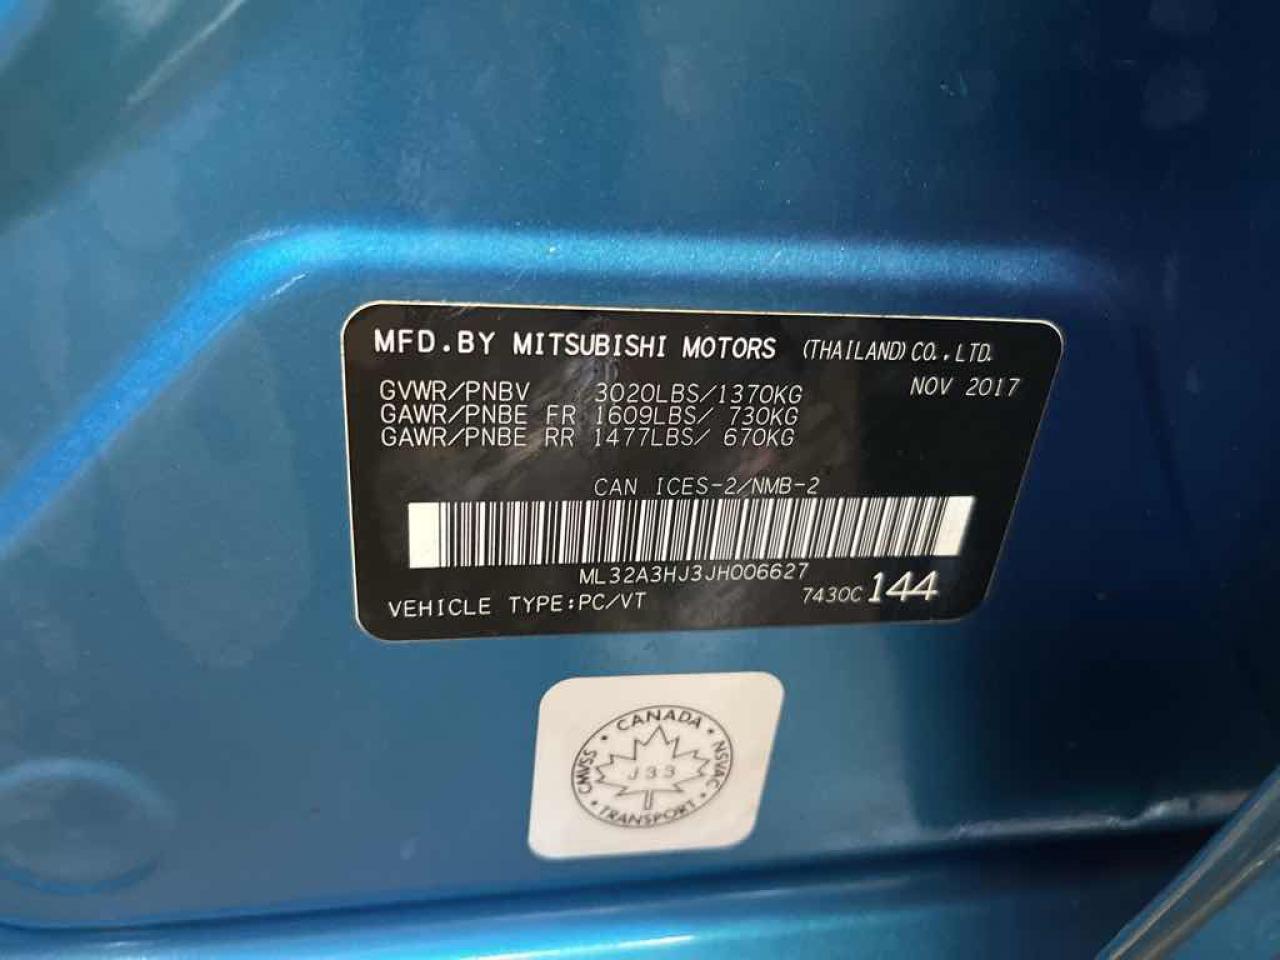 MFD.BY MITSUBISHI MOTORS (THAILAND)CO.,LTD.
NOV 2017
GVWR/PNBV 3020LBS/1370KG
GAWR/PNBE FR 1609LBS/ 730KG
GAWR/PNBE RR 1477LBS/ 670KG
CAN ICES-2/NMB-2
ML32A3HJ3JH006627
VEHICLE TYPE:PC/VT 7430C144
CANADA
CMVSS
NSVAC
J33
TRANSPORT